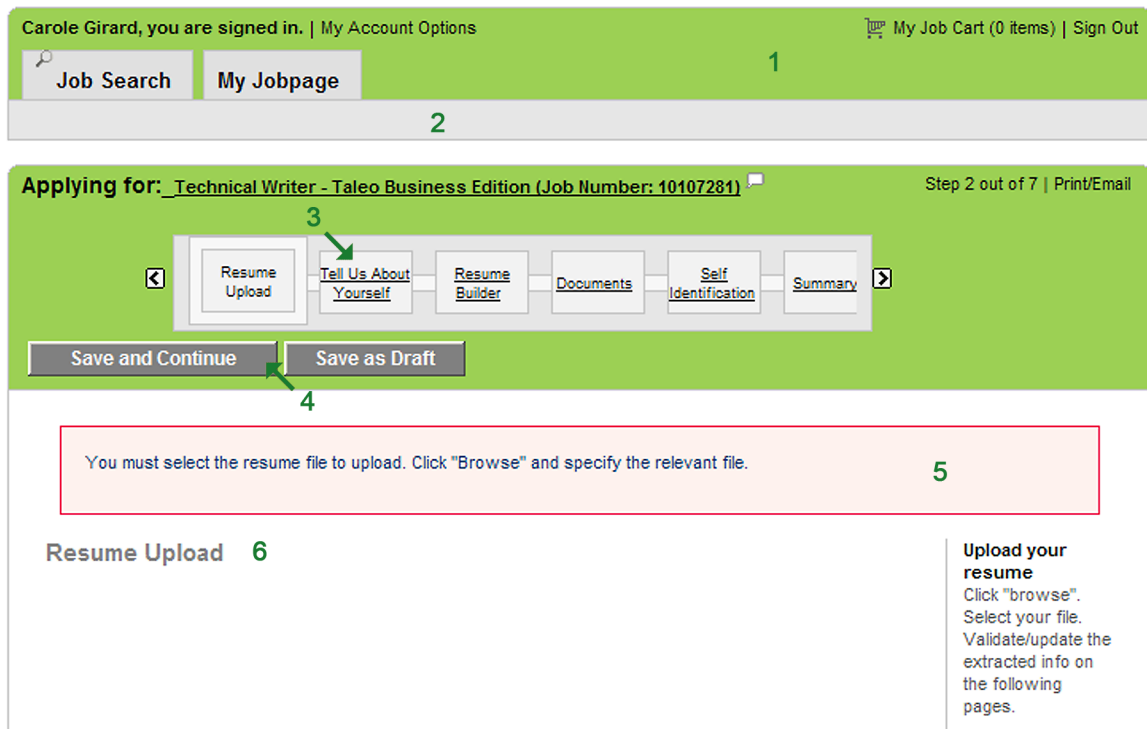 Carole Girard, you are signed in. | My Account Options
My Job Cart (0 items) | Sign Out
1
Job Search
My Jobpage
2
Applying for: Technical Writer - Taleo Business Edition (Job Number: 10107281)
Step 2 out of 7 | Print/Email
3
Resume
Upload
Tell Us About
Yourself
Resume
Builder
Documents
Self
Identification
Summary
Save and Continue
Save as Draft
4
You must select the resume file to upload. Click "Browse" and specify the relevant file.
5
Resume Upload
6
Upload your
resume
Click "browse".
Select your file.
Validate/update the
extracted info on
the following
pages.